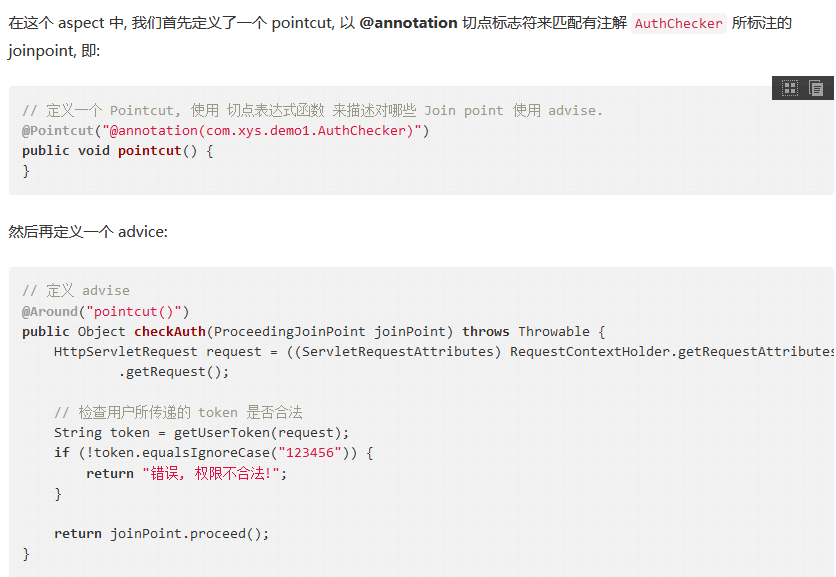 在这个 aspect 中, 我们首先定义了一个 pointcut, 以 @annotation 切点标志符来匹配有注解 AuthChecker 所标注的
joinpoint, 即:
// 定义一个 Pointcut, 使用 切点表达式函数 来描述对哪些 Join point 使用 advise.
@Pointcut("@annotation(com.xys.demo1.AuthChecker)")
public void pointcut() {
}
然后再定义一个 advice:
// 定义 advise
@Around("pointcut()")
public Object checkAuth(ProceedingJoinPoint joinPoint) throws Throwable {
    HttpServletRequest request = ((ServletRequestAttributes) RequestContextHolder.getRequestAttributes
            .getRequest();
    // 检查用户所传递的 token 是否合法
    String token = getUserToken(request);
    if (!token.equalsIgnoreCase("123456")) {
        return "错误, 权限不合法!";
    }
    return joinPoint.proceed();
}